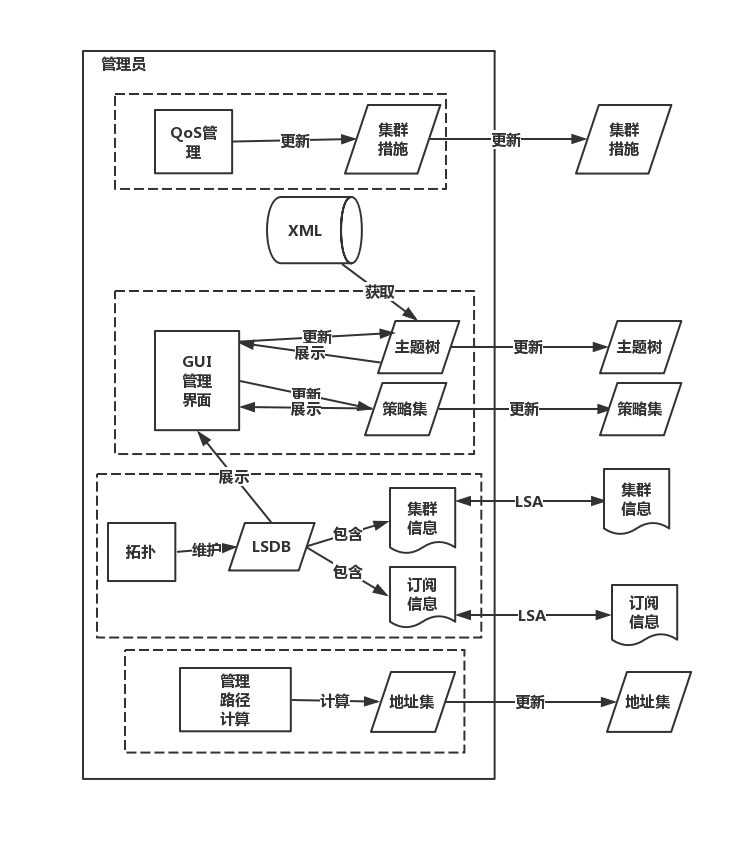 管理员
QoS管
理
更新
集群
措施
更新
集群
措施
XML
获取
GUI
管理
界面
更新
展示
主题树
更新
主题树
更新
展示
策略集
更新
策略集
展示
拓扑
维护
LSDB
包含
集群
信息
LSA
集群
信息
包含
订阅
信息
LSA
订阅
信息
管理
路径
计算
计算
地址集
更新
地址集